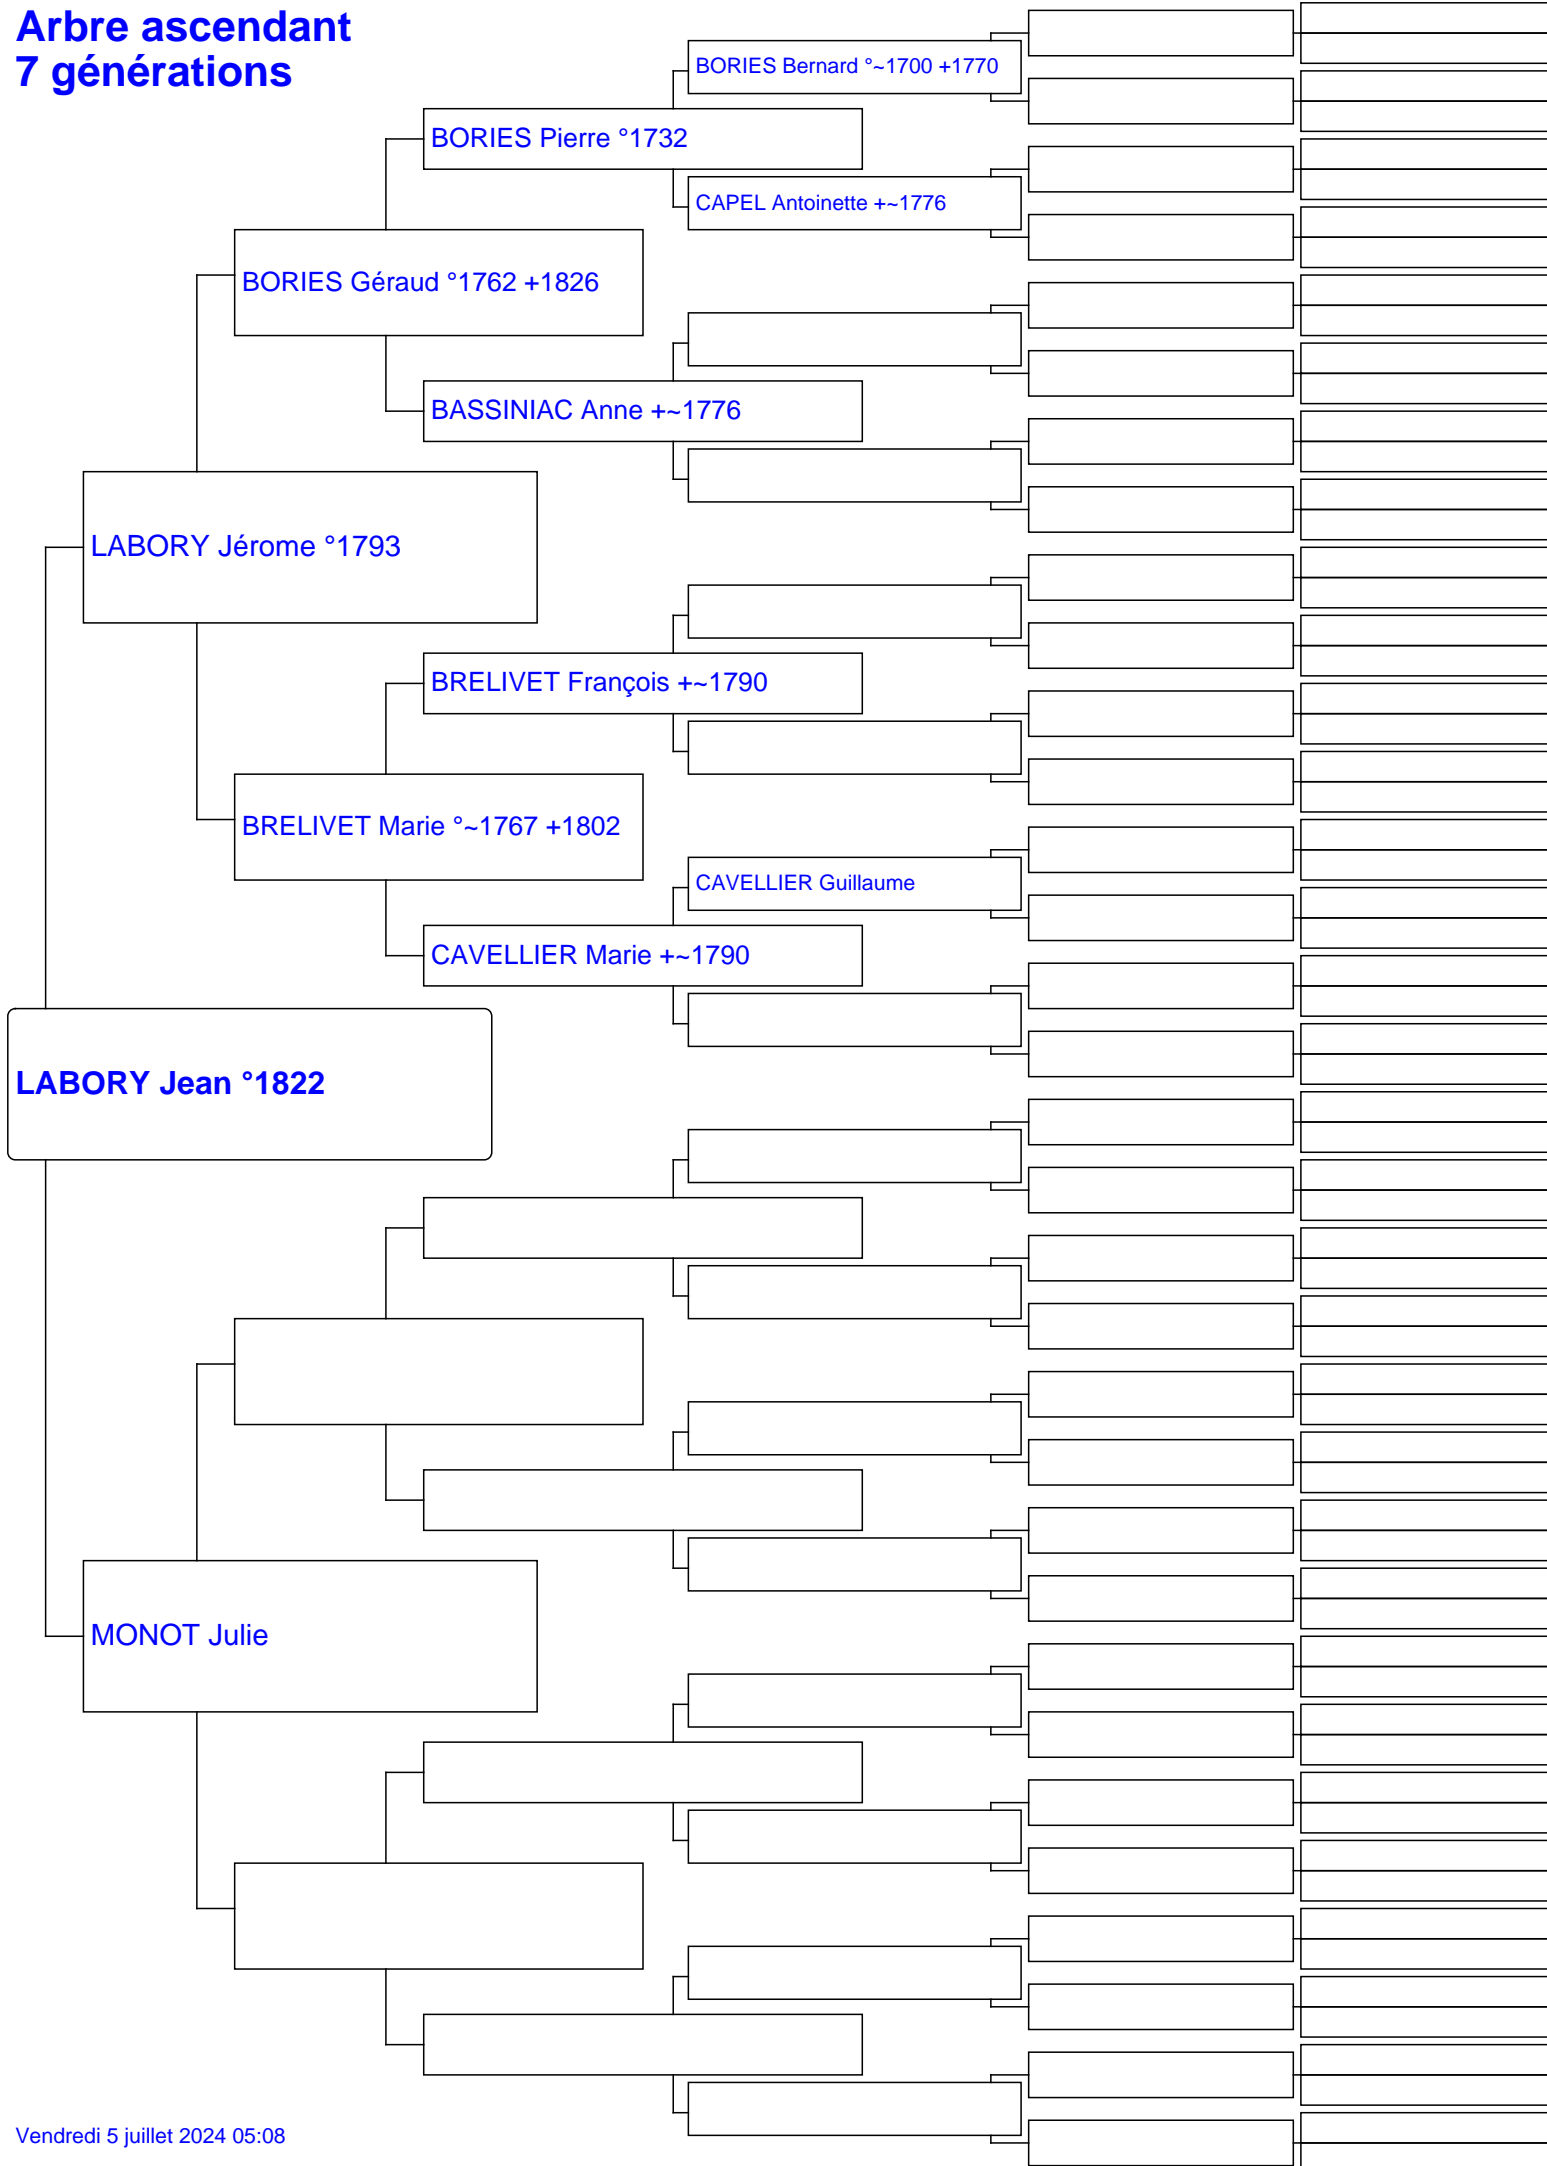 Arbre ascendant
7 générations
BORIES Bernard °~1700 +1770
BORIES Pierre °1732
CAPEL Antoinette +~1776
BORIES Géraud °1762 +1826
BASSINIAC Anne +~1776
LABORY Jérome °1793
BRELIVET François +~1790
BRELIVET Marie °~1767 +1802
CAVELLIER Guillaume
CAVELLIER Marie +~1790
LABORY Jean °1822
MONOT Julie
Vendredi 5 juillet 2024 05:08